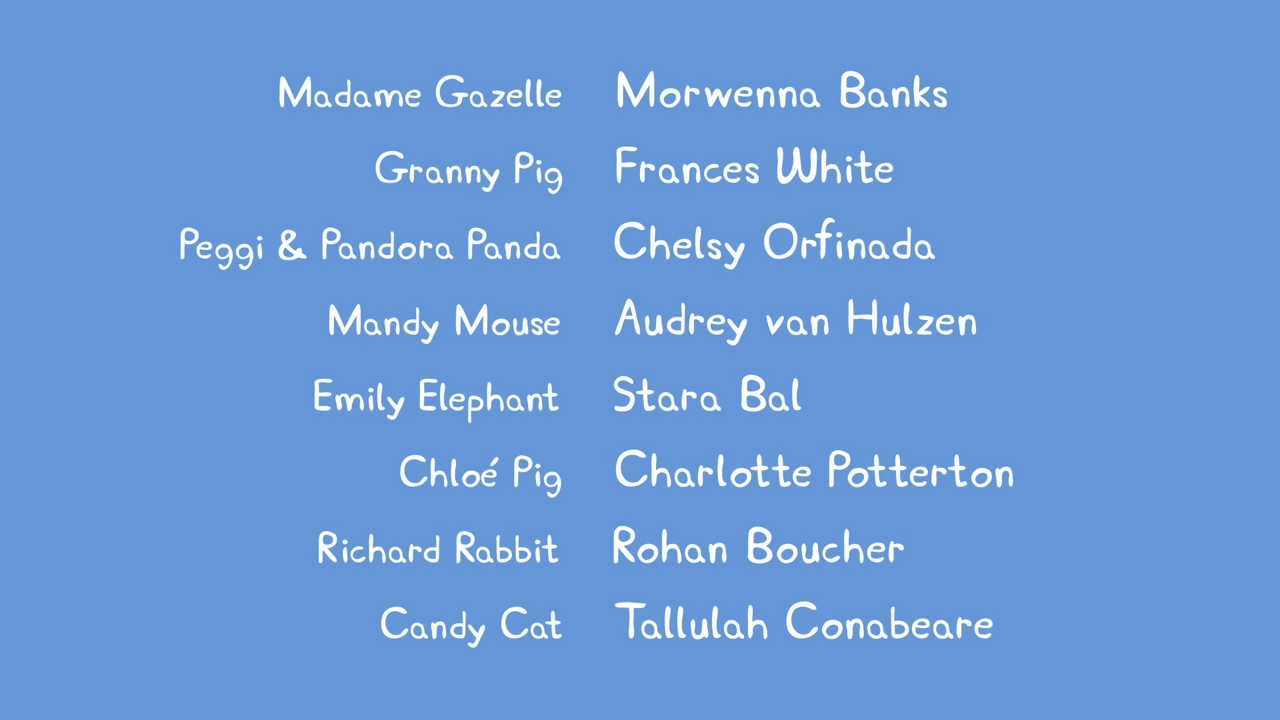 Madame Gazelle Morwenna Banks
Granny Pig Frances White
Peggi & Pandora Panda Chelsy Orfinada
Mandy Mouse Audrey van Hulzen
Emily Elephant Stara Bal
Chloé Pig Charlotte Potterton
Richard Rabbit Rohan Boucher
Candy Cat Tallulah Conabeare